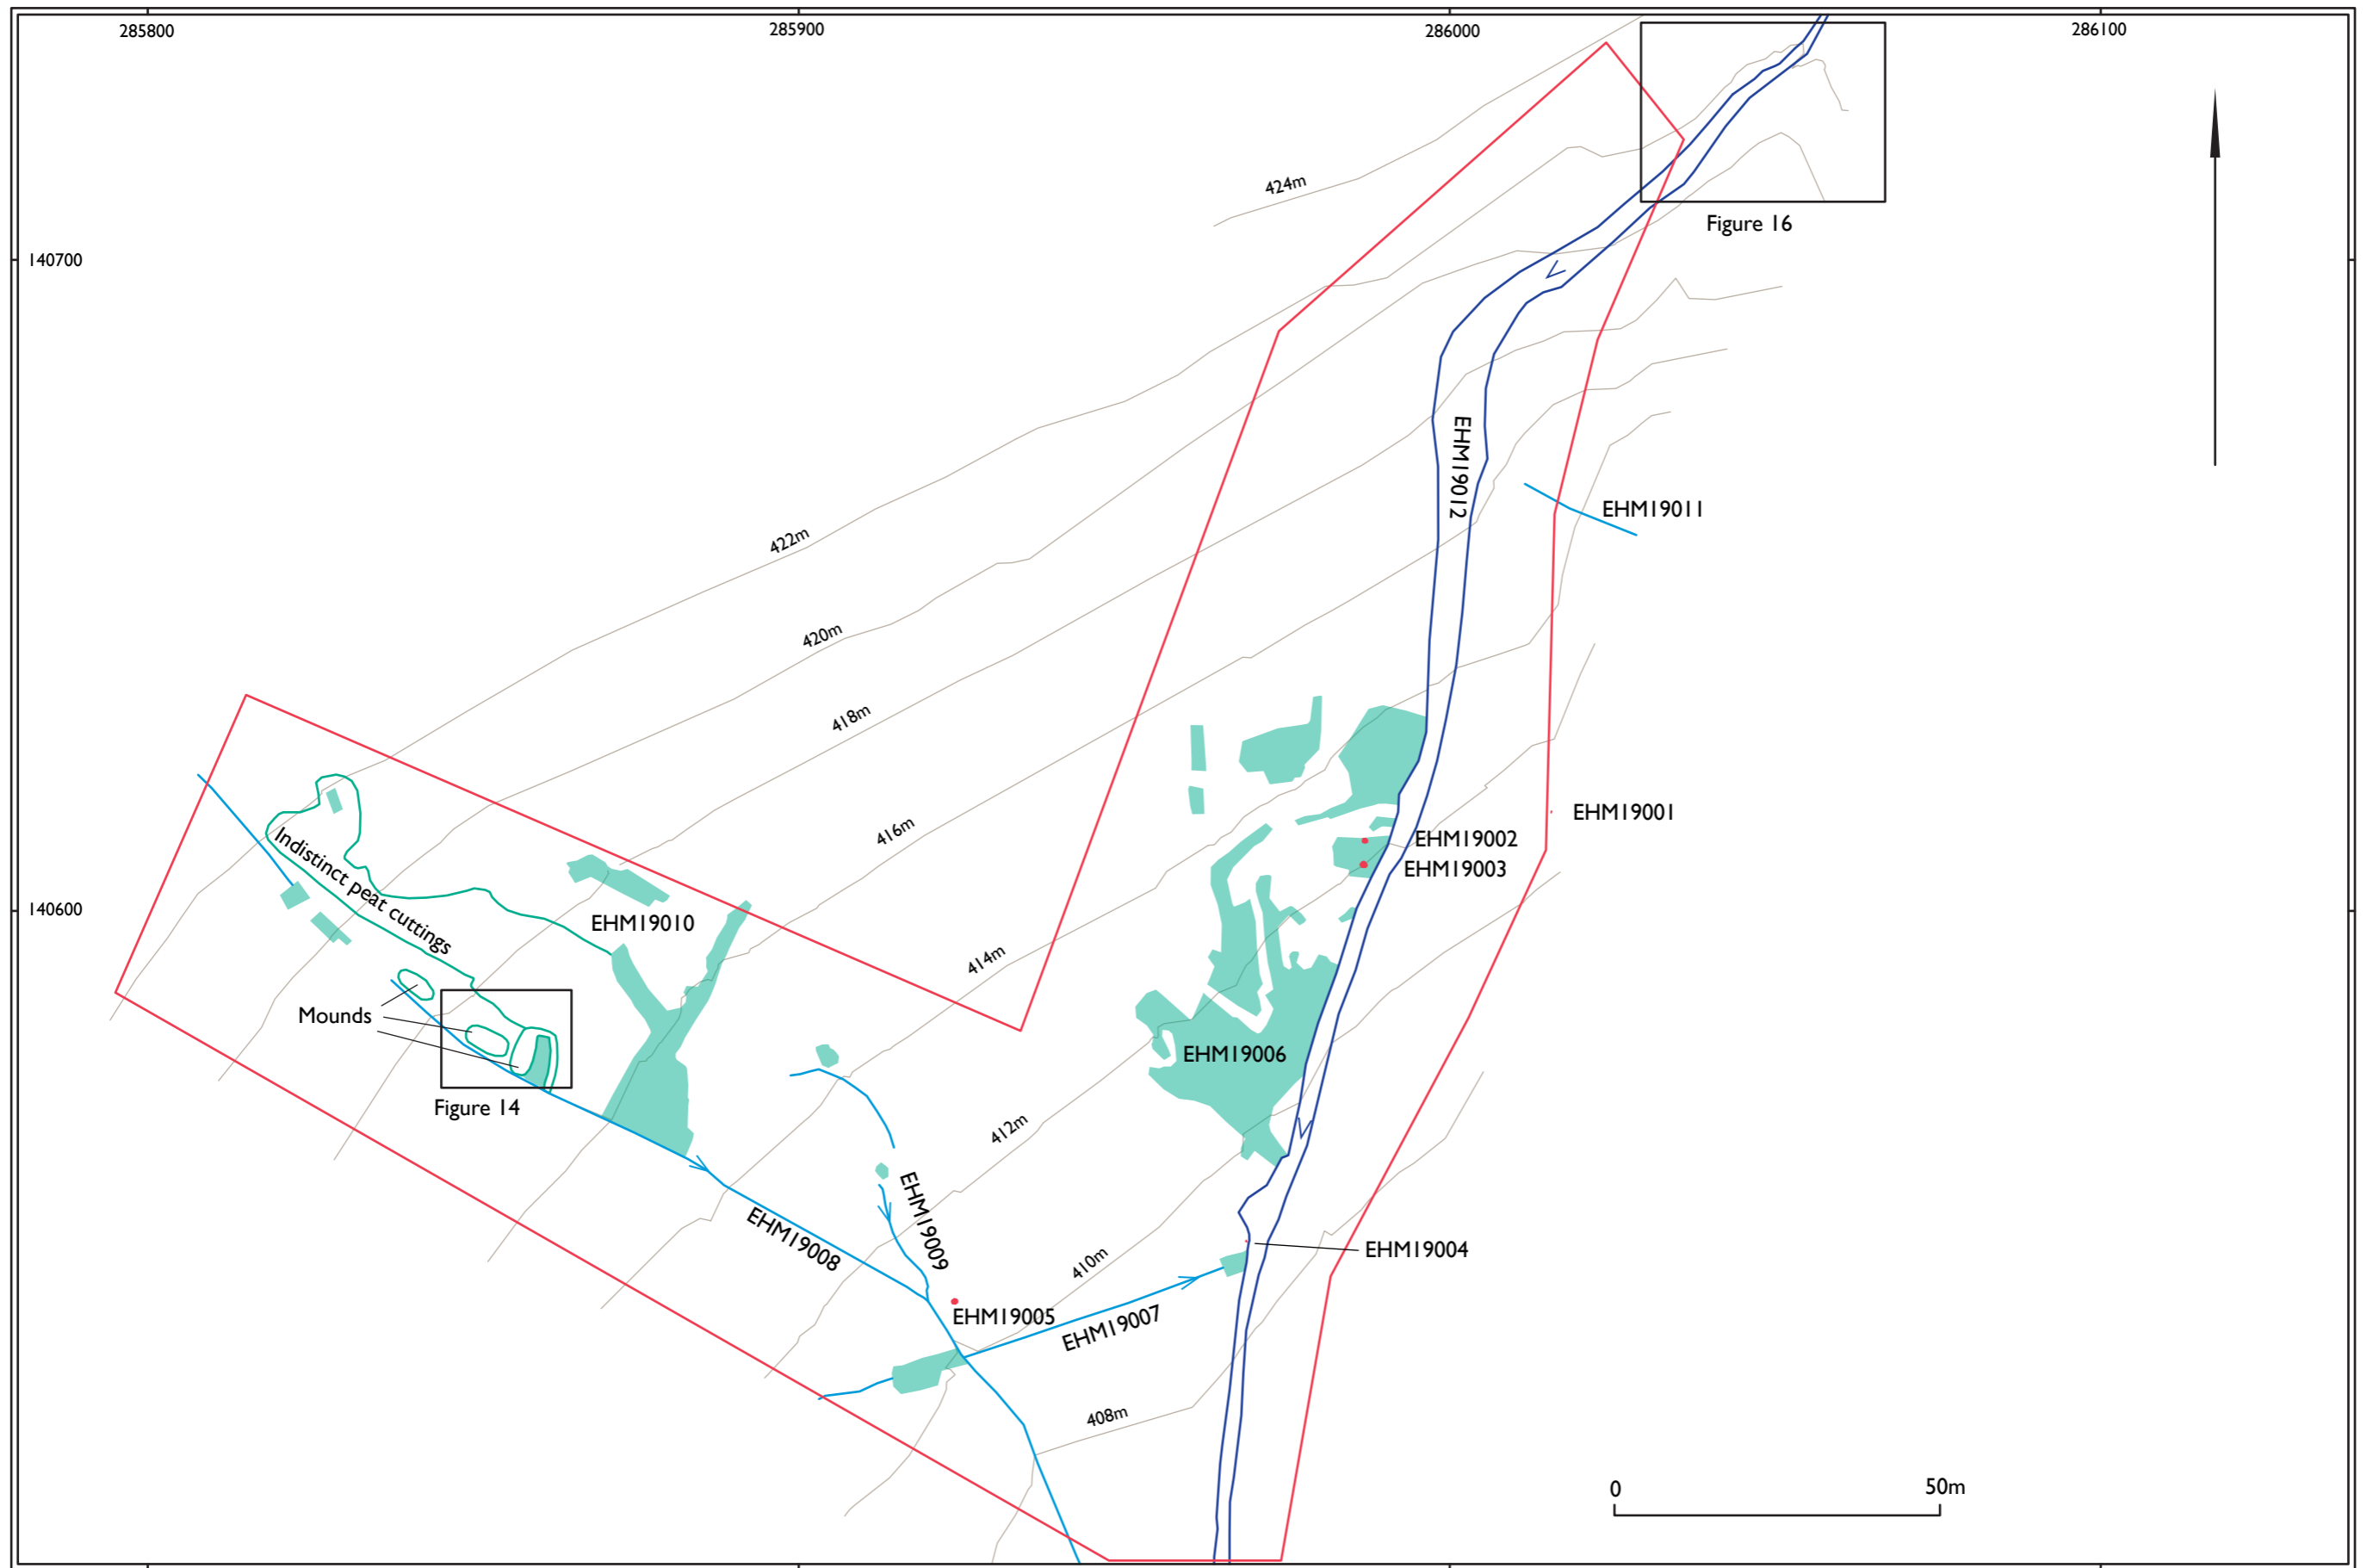 285800
285900
286000
286100
424m
Figure 16
140700
EHM19012
EHM19011
422m
420m
418m
416m
EHM19001
EHM19002
EHM19003
Indistinct peat cuttings
140600
EHM19010
414m
Mounds
EHM19006
Figure 14
412m
EHM19009
EHM19008
410m
EHM19004
EHM19005
EHM19007
408m
0 50m